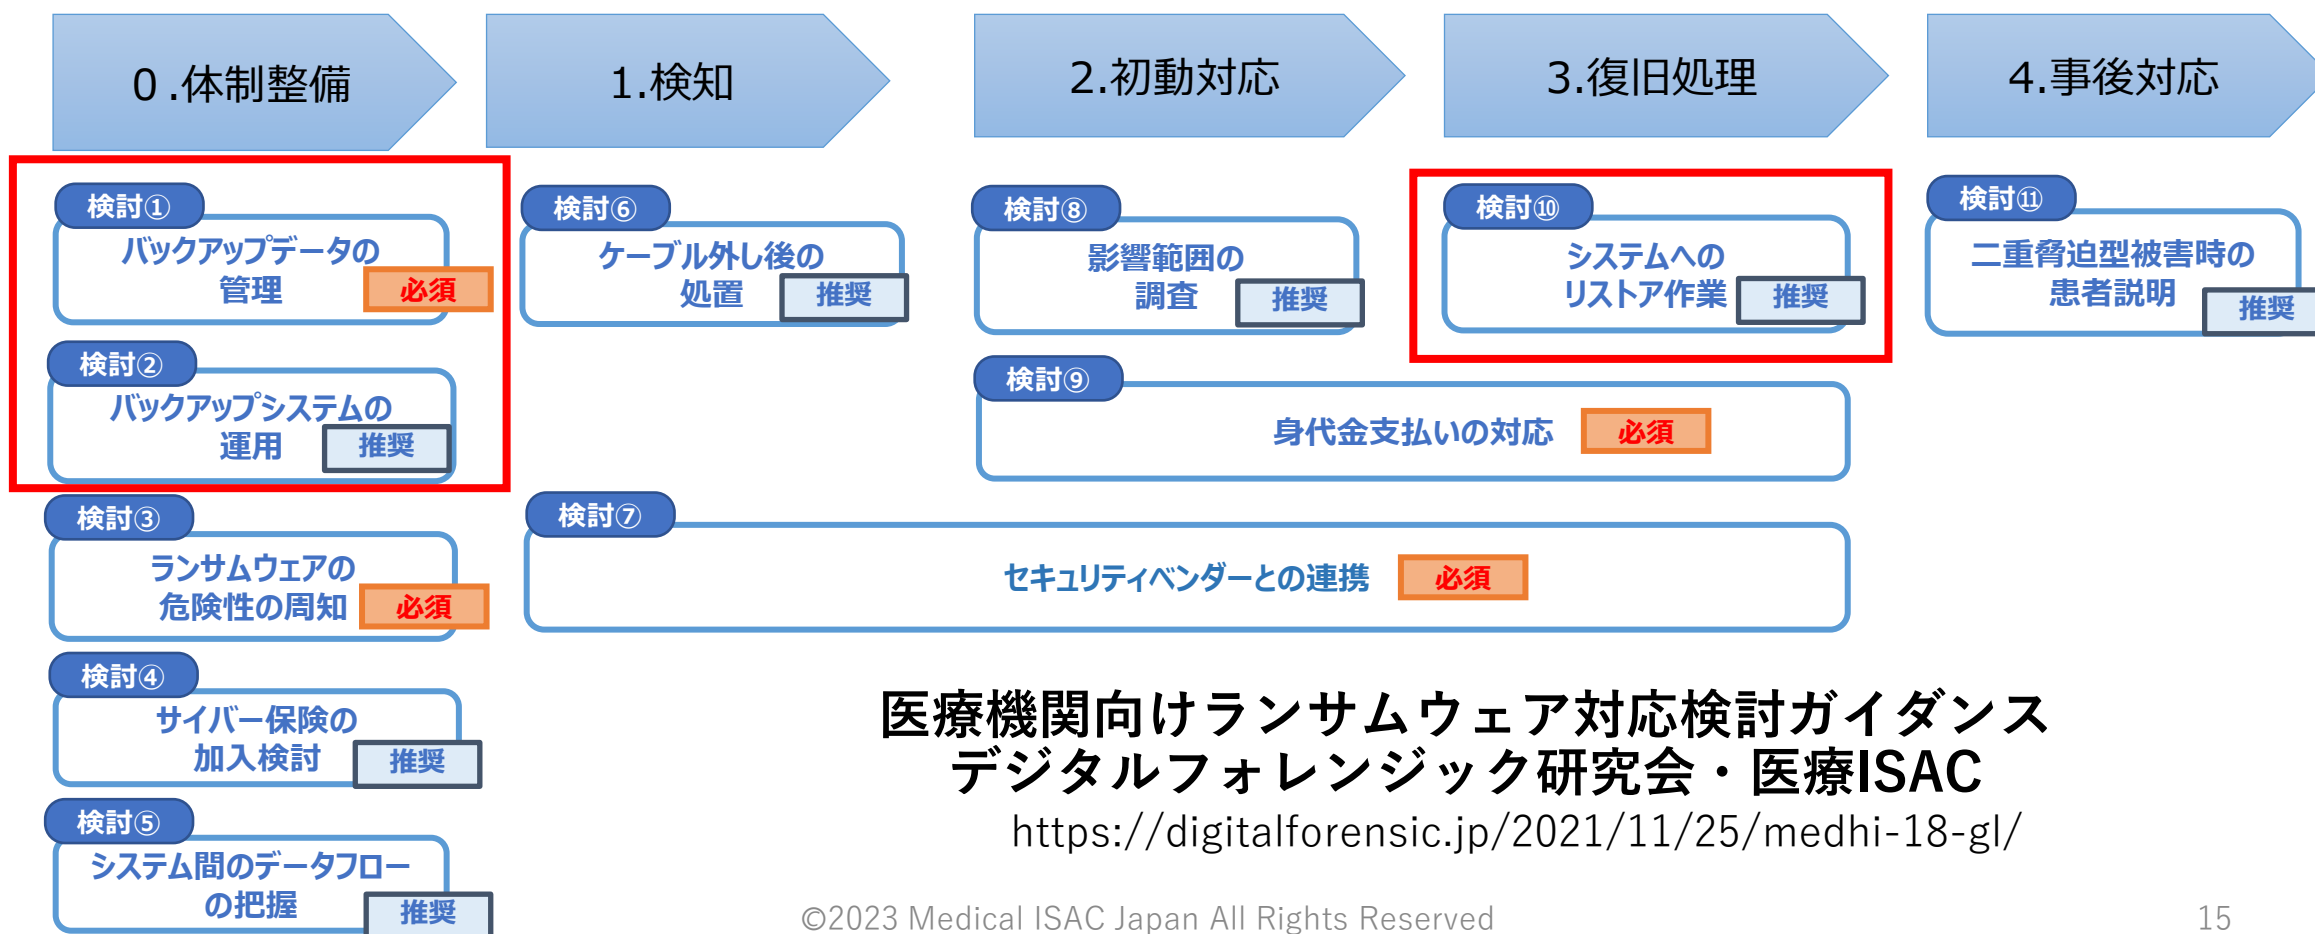 0.体制整備
1.検知
2.初動対応
3.復旧処理
4.事後対応
検討①
バックアップデータの
管理
必須
検討②
バックアップシステムの
運用
推奨
検討③
ランサムウェアの
危険性の周知
必須
検討④
サイバー保険の
加入検討
推奨
検討⑤
システム間のデータフロー
の把握
推奨
検討⑥
ケーブル外し後の
処置
推奨
検討⑧
影響範囲の
調査
推奨
検討⑩
システムへの
リストア作業
推奨
検討⑪
二重脅迫型被害時の
患者説明
推奨
検討⑨
身代金支払いの対応
必須
検討⑦
セキュリティベンダーとの連携
必須
医療機関向けランサムウェア対応検討ガイダンス
デジタルフォレンジック研究会・医療ISAC
https://digitalforensic.jp/2021/11/25/medhi-18-gl/
©2023 Medical ISAC Japan All Rights Reserved
15